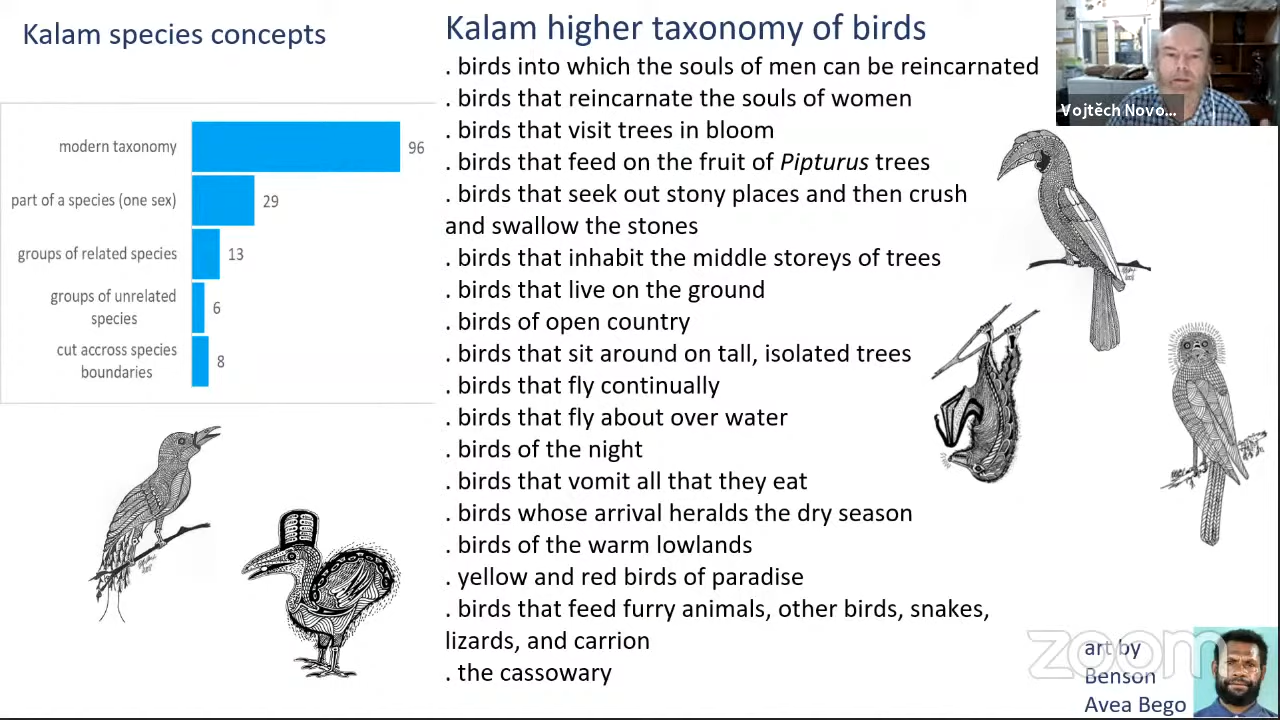 Kalam species concepts
modern taxonomy 96
part of a species (one sex) 29
groups of related species 13
groups of unrelated
species 6
cut accross species
boundaries 8
Kalam higher taxonomy of birds
. birds into which the souls of men can be reincarnated
. birds that reincarnate the souls of women
. birds that visit trees in bloom
. birds that feed on the fruit of Pipturus trees
. birds that seek out stony places and then crush
and swallow the stones
. birds that inhabit the middle storeys of trees
. birds that live on the ground
. birds of open country
. birds that sit around on tall, isolated trees
. birds that fly continually
. birds that fly about over water
. birds of the night
. birds that vomit all that they eat
. birds whose arrival heralds the dry season
. birds of the warm lowlands
. yellow and red birds of paradise
. birds that feed furry animals, other birds, snakes,
lizards, and carrion
. the cassowary
Vojtěch Novo...
zoom
art by
Benson
Avea Bego